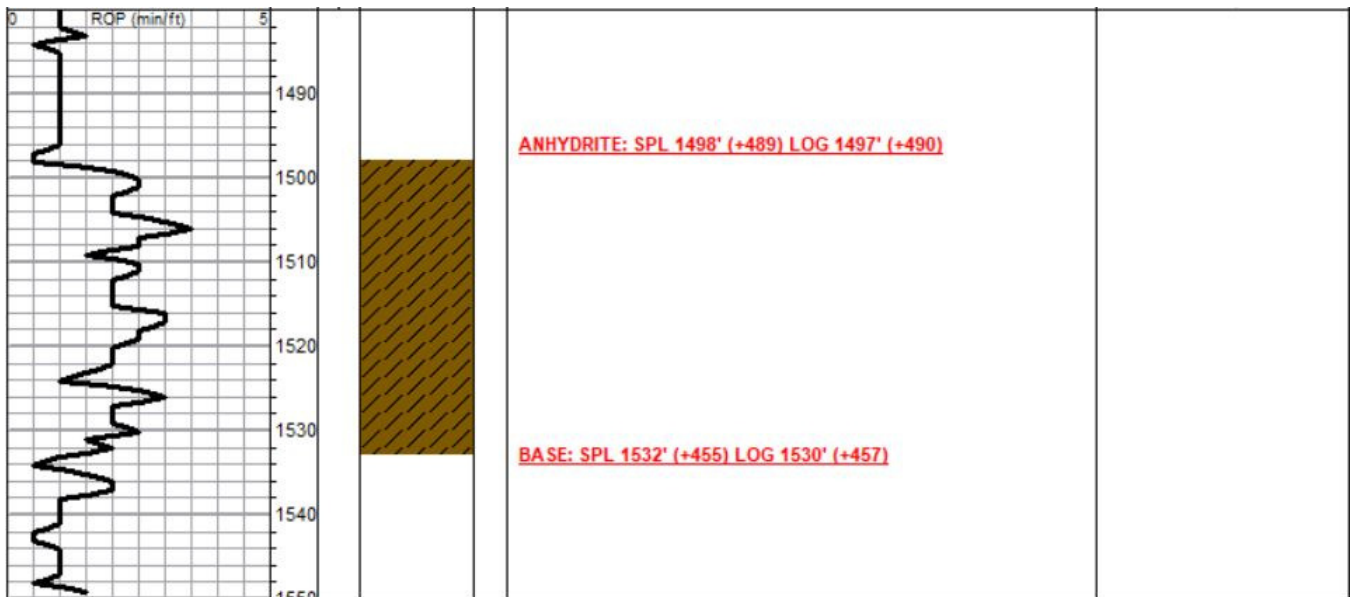 0 ROP (min/ft) 5
1490
ANHYDRITE: SPL 1498' (+489) LOG 1497' (+490)
1500
1510
1520
1530
BASE: SPL 1532' (+455) LOG 1530' (+457)
1540
1550